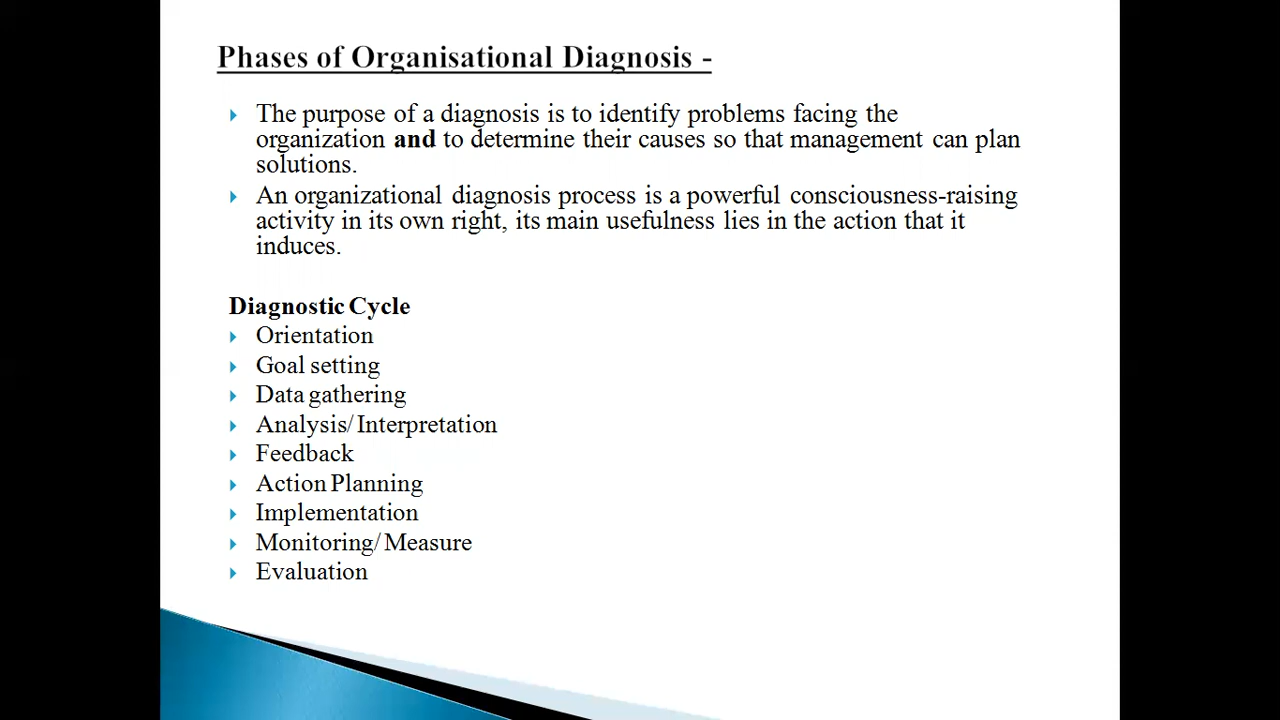 Phases of Organisational Diagnosis -
The purpose of a diagnosis is to identify problems facing the
organization and to determine their causes so that management can plan
solutions.
An organizational diagnosis process is a powerful consciousness-raising
activity in its own right, its main usefulness lies in the action that it
induces.
Diagnostic Cycle
Orientation
Goal setting
Data gathering
Analysis/ Interpretation
Feedback
Action Planning
Implementation
Monitoring/ Measure
Evaluation